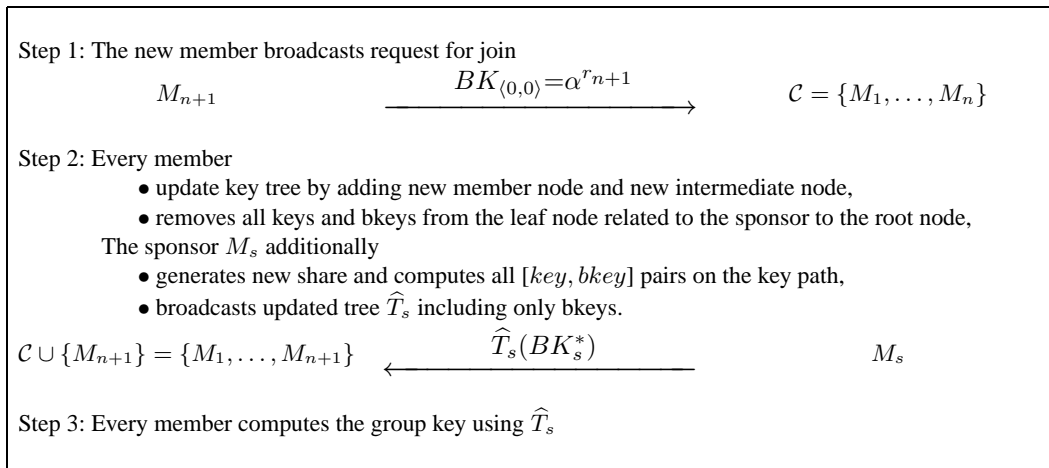 Step 1: The new member broadcasts request for join
M_{n+1} BK_{⟨0,0⟩}=α^{r_{n+1}} C = {M_1, . . . , M_n}
Step 2: Every member
• update key tree by adding new member node and new intermediate node,
• removes all keys and bkeys from the leaf node related to the sponsor to the root node,
The sponsor M_s additionally
• generates new share and computes all [key, bkey] pairs on the key path,
• broadcasts updated tree T̂_s including only bkeys.
C ∪ {M_{n+1}} = {M_1, . . . , M_{n+1}} T̂_s(BK_s^*) M_s
Step 3: Every member computes the group key using T̂_s